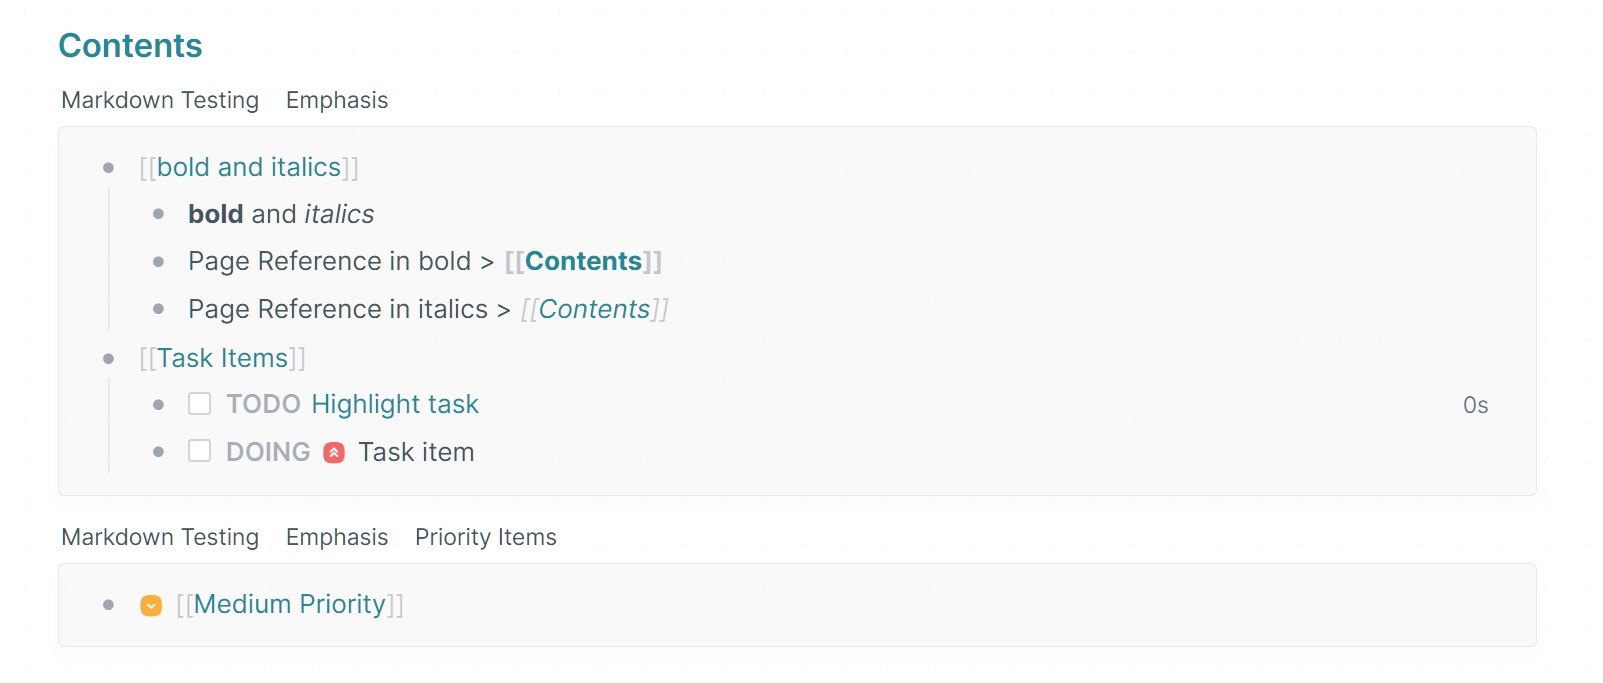 Contents
Markdown Testing Emphasis
[[bold and italics]]
bold and italics
Page Reference in bold > [[Contents]]
Page Reference in italics > [[Contents]]
[[Task Items]]
TODO Highlight task 0s
DOING Task item
Markdown Testing Emphasis Priority Items
[[Medium Priority]]